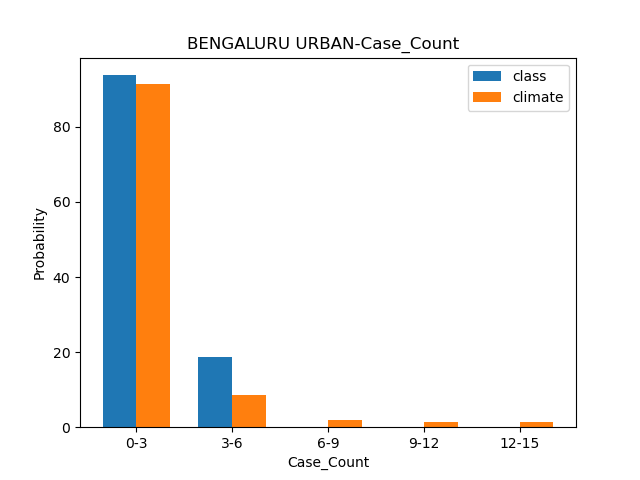 BENGALURU URBAN-Case_Count
class
climate
Probability
80
60
40
20
0
0-3 3-6 6-9 9-12 12-15
Case_Count